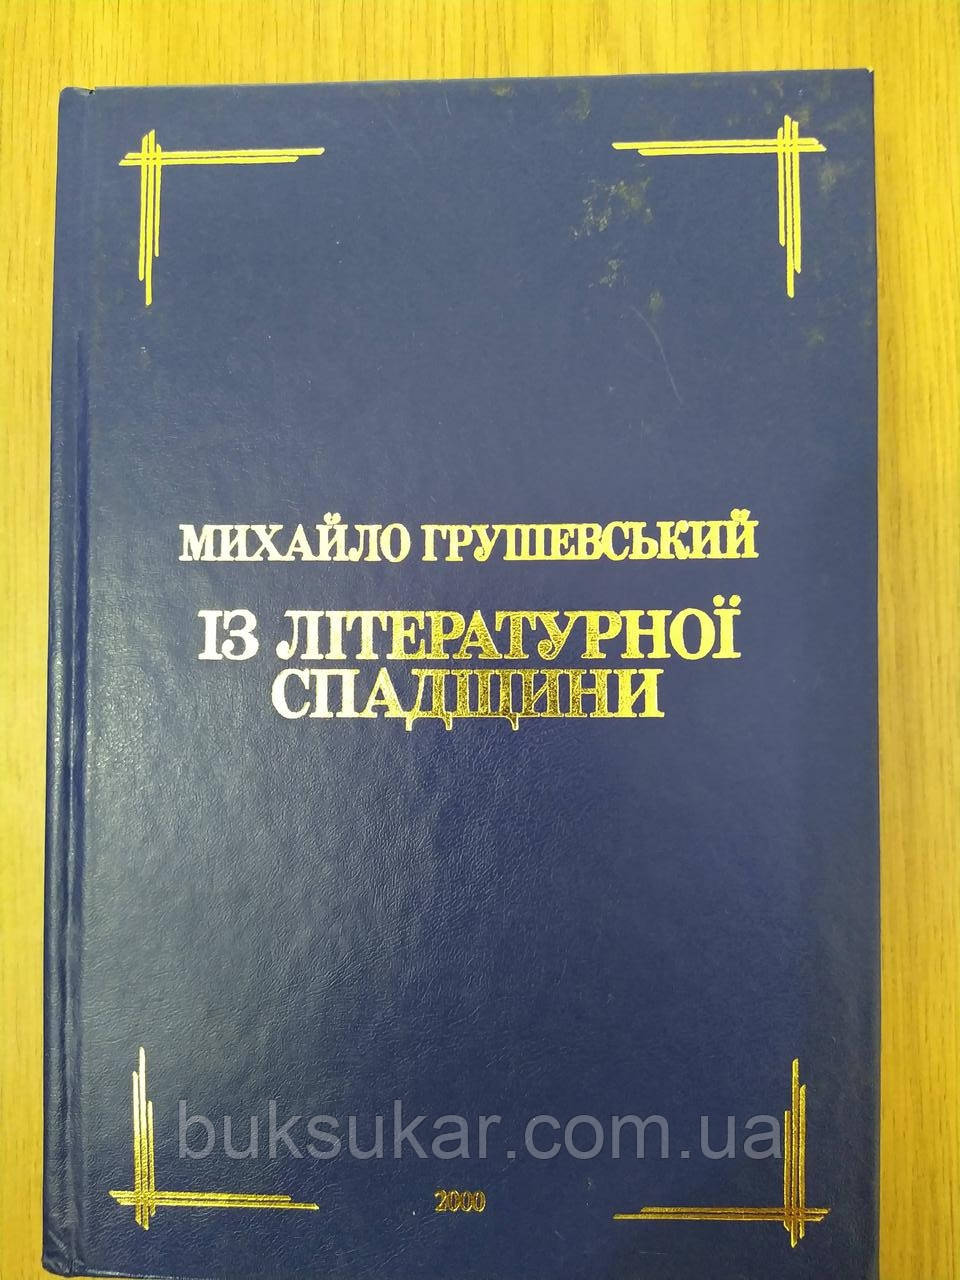 МИХАЙЛО ГРУШЕВСЬКИЙ
ІЗ ЛІТЕРАТУРНОЇ
СПАДЩИНИ
buksukar.com.ua
2000